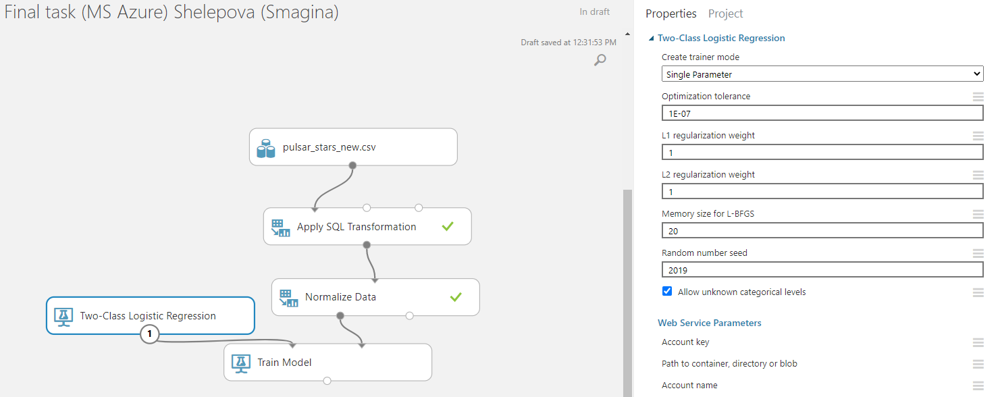 Final task (MS Azure) Shelepova (Smagina)
In draft
Draft saved at 12:31:53 PM
pulsar_stars_new.csv
Apply SQL Transformation
Normalize Data
Two-Class Logistic Regression
1
Train Model
Properties Project
Two-Class Logistic Regression
Create trainer mode
Single Parameter
Optimization tolerance
1E-07
L1 regularization weight
1
L2 regularization weight
1
Memory size for L-BFGS
20
Random number seed
2019
Allow unknown categorical levels
Web Service Parameters
Account key
Path to container, directory or blob
Account name